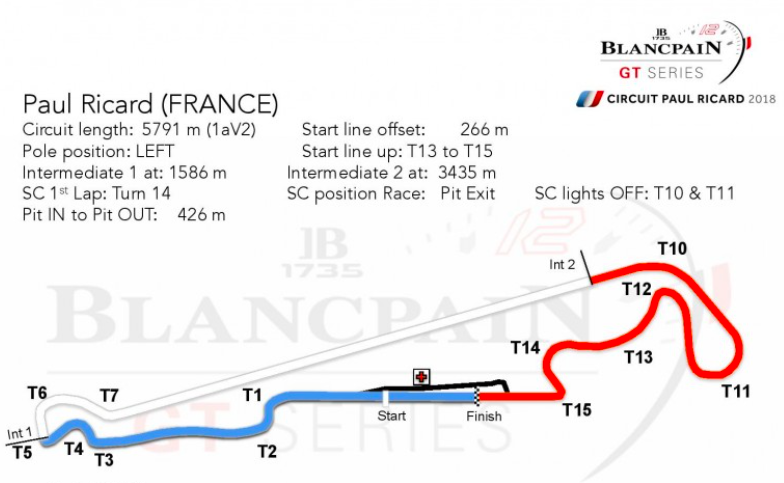 JB
1735
12
BLANCPAIN
GT SERIES
CIRCUIT PAUL RICARD 2018
Paul Ricard (FRANCE)
Circuit length: 5791 m (1aV2) Start line offset: 266 m
Pole position: LEFT Start line up: T13 to T15
Intermediate 1 at: 1586 m Intermediate 2 at: 3435 m
SC 1st Lap: Turn 14 SC position Race: Pit Exit SC lights OFF: T10 & T11
Pit IN to Pit OUT: 426 m
JB
1735
12
BLANCPAIN
GT SERIES
T10
Int 2
T12
T14
T13
T11
T6
T7
T1
T15
Start
Finish
Int 1
T5
T4
T3
T2